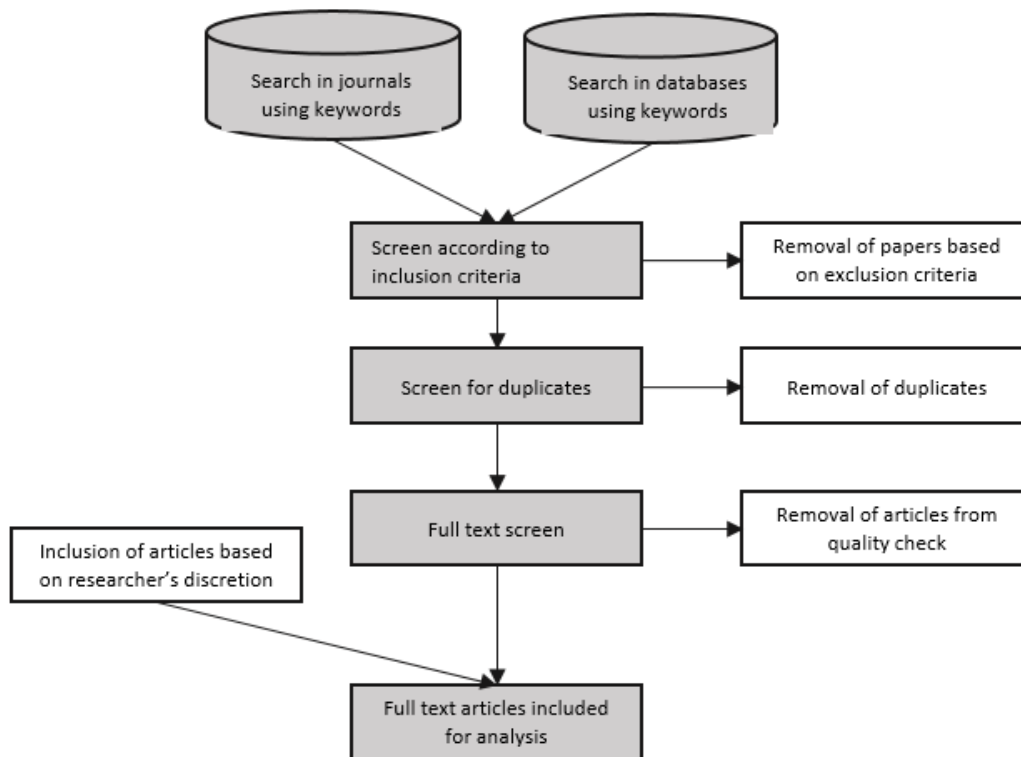 Search in journals
using keywords
Search in databases
using keywords
Screen according to
inclusion criteria
Removal of papers based
on exclusion criteria
Screen for duplicates
Removal of duplicates
Full text screen
Removal of articles from
quality check
Inclusion of articles based
on researcher’s discretion
Full text articles included
for analysis